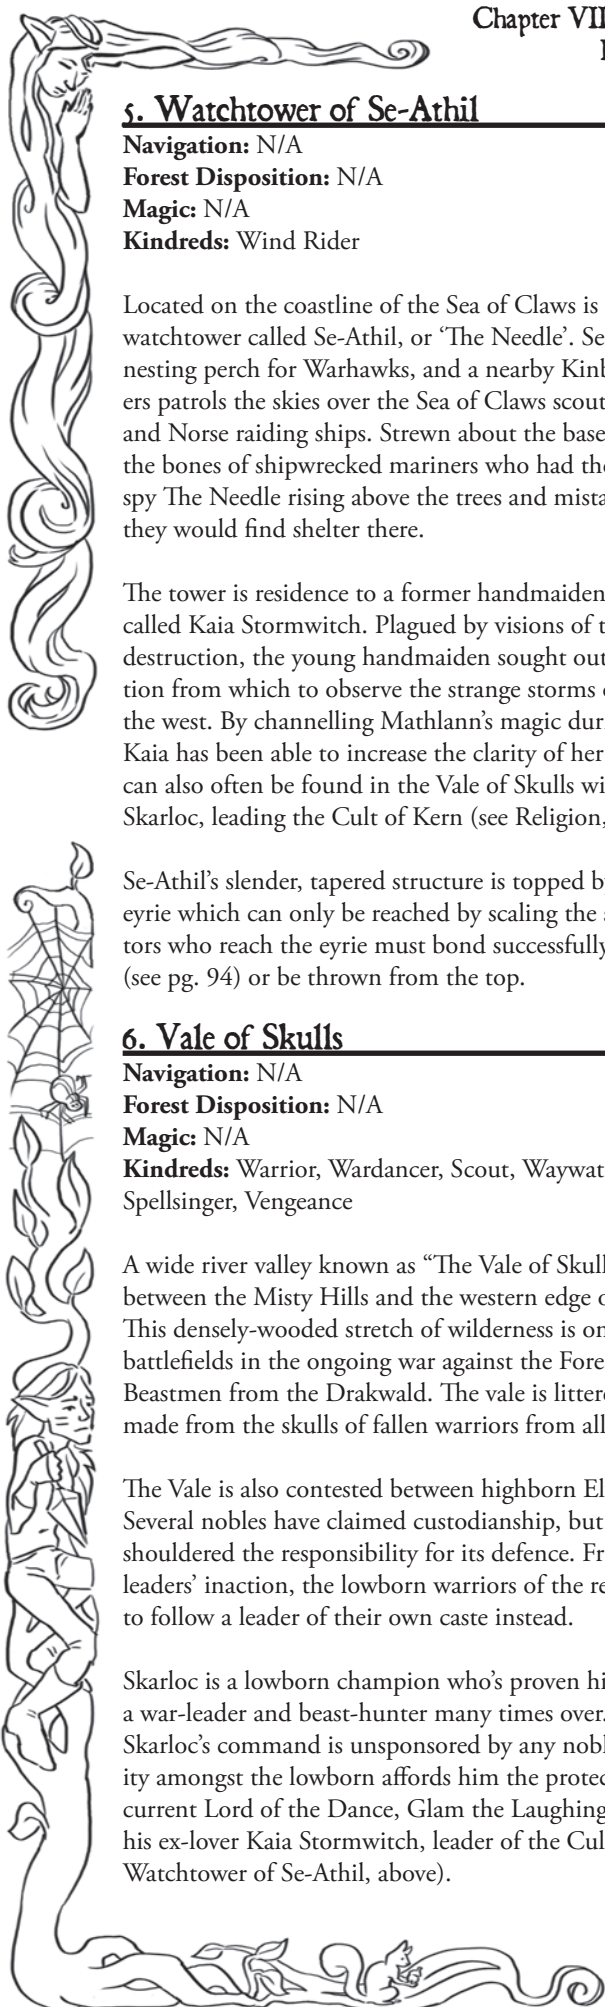 Chapter VII
5. Watchtower of Se-Athil
Navigation: N/A
Forest Disposition: N/A
Magic: N/A
Kindreds: Wind Rider
Located on the coastline of the Sea of Claws is
watchtower called Se-Athil, or ‘The Needle’. Se
nesting perch for Warhawks, and a nearby Kinb
ers patrols the skies over the Sea of Claws scout
and Norse raiding ships. Strewn about the base
the bones of shipwrecked mariners who had the
spy The Needle rising above the trees and mista
they would find shelter there.
The tower is residence to a former handmaiden
called Kaia Stormwitch. Plagued by visions of t
destruction, the young handmaiden sought out
tion from which to observe the strange storms
the west. By channelling Mathlann’s magic duri
Kaia has been able to increase the clarity of her
can also often be found in the Vale of Skulls wi
Skarloc, leading the Cult of Kern (see Religion,
Se-Athil’s slender, tapered structure is topped by
eyrie which can only be reached by scaling the
tors who reach the eyrie must bond successfully
(see pg. 94) or be thrown from the top.
6. Vale of Skulls
Navigation: N/A
Forest Disposition: N/A
Magic: N/A
Kindreds: Warrior, Wardancer, Scout, Waywat
Spellsinger, Vengeance
A wide river valley known as “The Vale of Skull
between the Misty Hills and the western edge o
This densely-wooded stretch of wilderness is on
battlefields in the ongoing war against the Fore
Beastmen from the Drakwald. The vale is littere
made from the skulls of fallen warriors from all
The Vale is also contested between highborn El
Several nobles have claimed custodianship, but
shouldered the responsibility for its defence. Fr
leaders’ inaction, the lowborn warriors of the re
to follow a leader of their own caste instead.
Skarloc is a lowborn champion who’s proven hi
a war-leader and beast-hunter many times over.
Skarloc’s command is unsponsored by any noble
ity amongst the lowborn affords him the protec
current Lord of the Dance, Glam the Laughing
his ex-lover Kaia Stormwitch, leader of the Cul
Watchtower of Se-Athil, above).